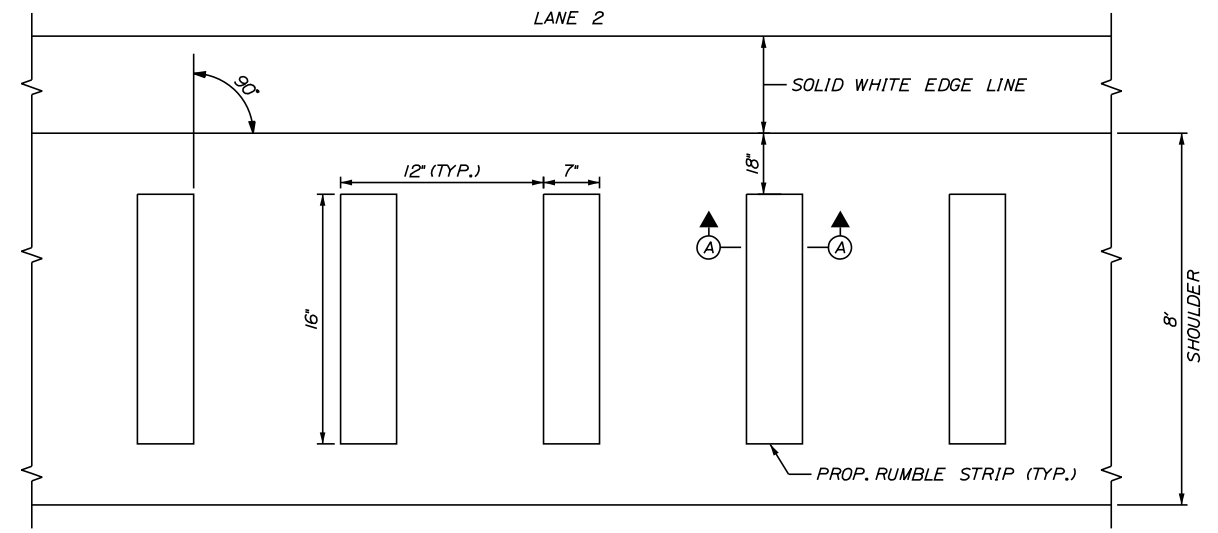 LANE 2
SOLID WHITE EDGE LINE
90°
12" (TYP.)
7"
18"
A
A
16"
8'
SHOULDER
PROP. RUMBLE STRIP (TYP.)